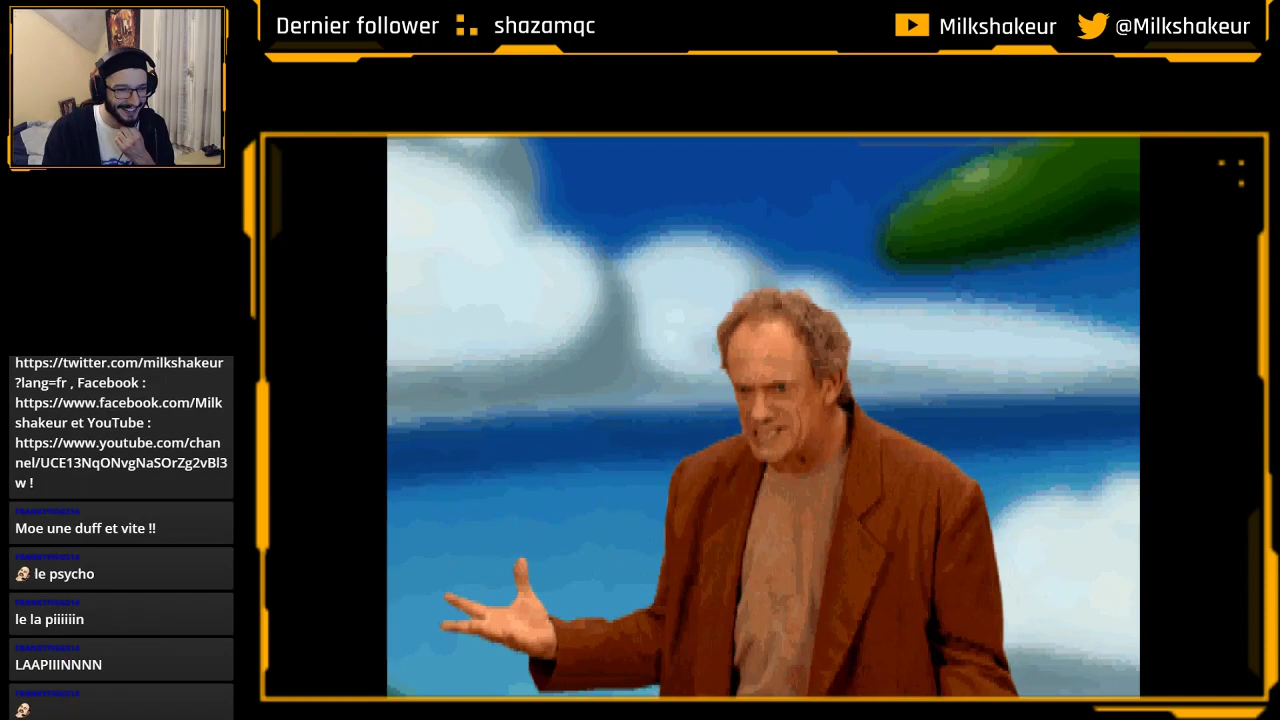 Dernier follower
shazamqc
Milkshakeur
@Milkshakeur
https://twitter.com/milkshakeur
?lang=fr , Facebook :
https://www.facebook.com/Milk
shakeur et YouTube :
https://www.youtube.com/chan
nel/UCE13NqONvgNaSOrZg2vBl3
w !
Moe une duff et vite !!
le psycho
le la piiiiiin
LAAPIIINNNN